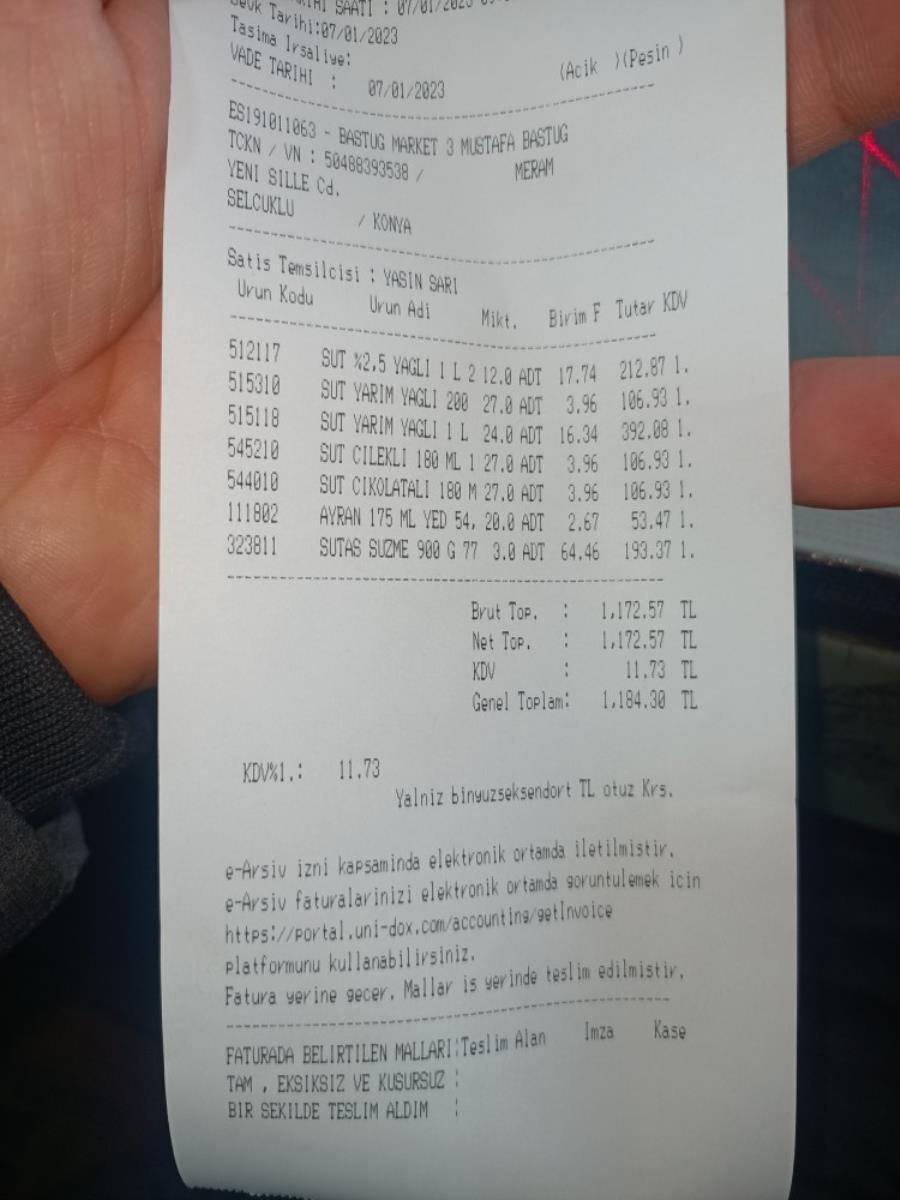 SAATI : 07/01/2023
Sevk Tarihi:07/01/2023
Tasima Irsaliye:
VADE TARIHI : 07/01/2023 (Acik )(Pesin )
ES191011063 - BASTUG MARKET 3 MUSTAFA BASTUG
TCKN / VN : 50488393538 / MERAM
YENI SILLE Cd.
SELCUKLU / KONYA
Satis Temsilcisi : YASIN SARI
Urun Kodu Urun Adi Mikt. Birim F Tutar KDV
512117 SUT %2,5 YAGLI 1 L 2 12.0 ADT 17.74 212.87 1.
515310 SUT YARIM YAGLI 200 27.0 ADT 3.96 106.93 1.
515118 SUT YARIM YAGLI 1 L 24.0 ADT 16.34 392.08 1.
545210 SUT CILEKLI 180 ML 1 27.0 ADT 3.96 106.93 1.
544010 SUT CIKOLATALI 180 M 27.0 ADT 3.96 106.93 1.
111802 AYRAN 175 ML YED 54, 20.0 ADT 2.67 53.47 1.
323811 SUTAS SUZME 900 G 77 3.0 ADT 64.46 193.37 1.
Brut Top. : 1,172.57 TL
Net Top. : 1,172.57 TL
KDV : 11.73 TL
Genel Toplam: 1,184.30 TL
KDV%1.: 11.73
Yalniz binyuzseksendort TL otuz Krs.
e-Arsiv izni kapsaminda elektronik ortamda iletilmistir.
e-Arsiv faturalarinizi elektronik ortamda goruntulemek icin
https://portal.uni-dox.com/accounting/getInvoice
platformunu kullanabilirsiniz.
Fatura yerine gecer. Mallar is yerinde teslim edilmistir.
FATURADA BELIRTILEN MALLARI:Teslim Alan Imza Kase
TAM , EKSIKSIZ VE KUSURSUZ :
BIR SEKILDE TESLIM ALDIM :